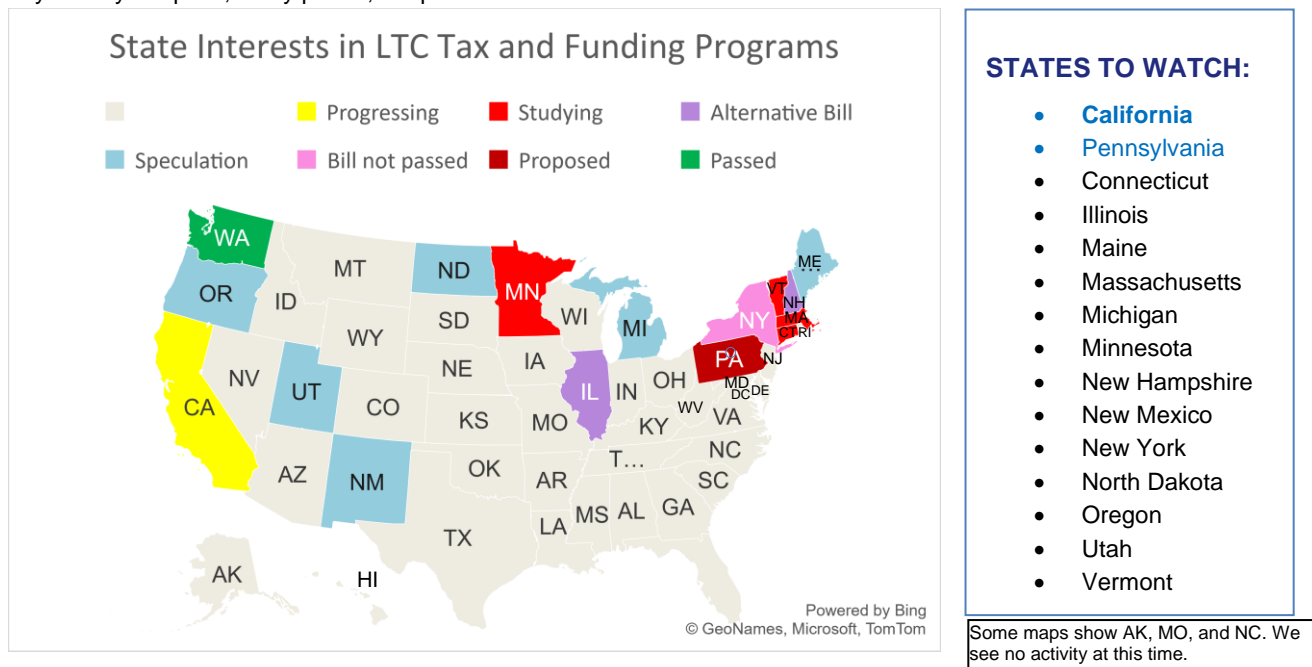 State Interests in LTC Tax and Funding Programs
Progressing
Studying
Alternative Bill
Speculation
Bill not passed
Proposed
Passed
WA
OR
CA
ID
NV
MT
WY
UT
AZ
CO
NM
ND
SD
NE
KS
OK
TX
MN
IA
MO
AR
LA
WI
IL
MI
IN
OH
KY
T...
MS
AL
GA
SC
NC
VA
WV
MD
DC
DE
PA
NJ
NY
VT
NH
MA
CT
RI
ME
AK
HI
Powered by Bing
© GeoNames, Microsoft, TomTom
STATES TO WATCH:
• California
• Pennsylvania
• Connecticut
• Illinois
• Maine
• Massachusetts
• Michigan
• Minnesota
• New Hampshire
• New Mexico
• New York
• North Dakota
• Oregon
• Utah
• Vermont
Some maps show AK, MO, and NC. We
see no activity at this time.